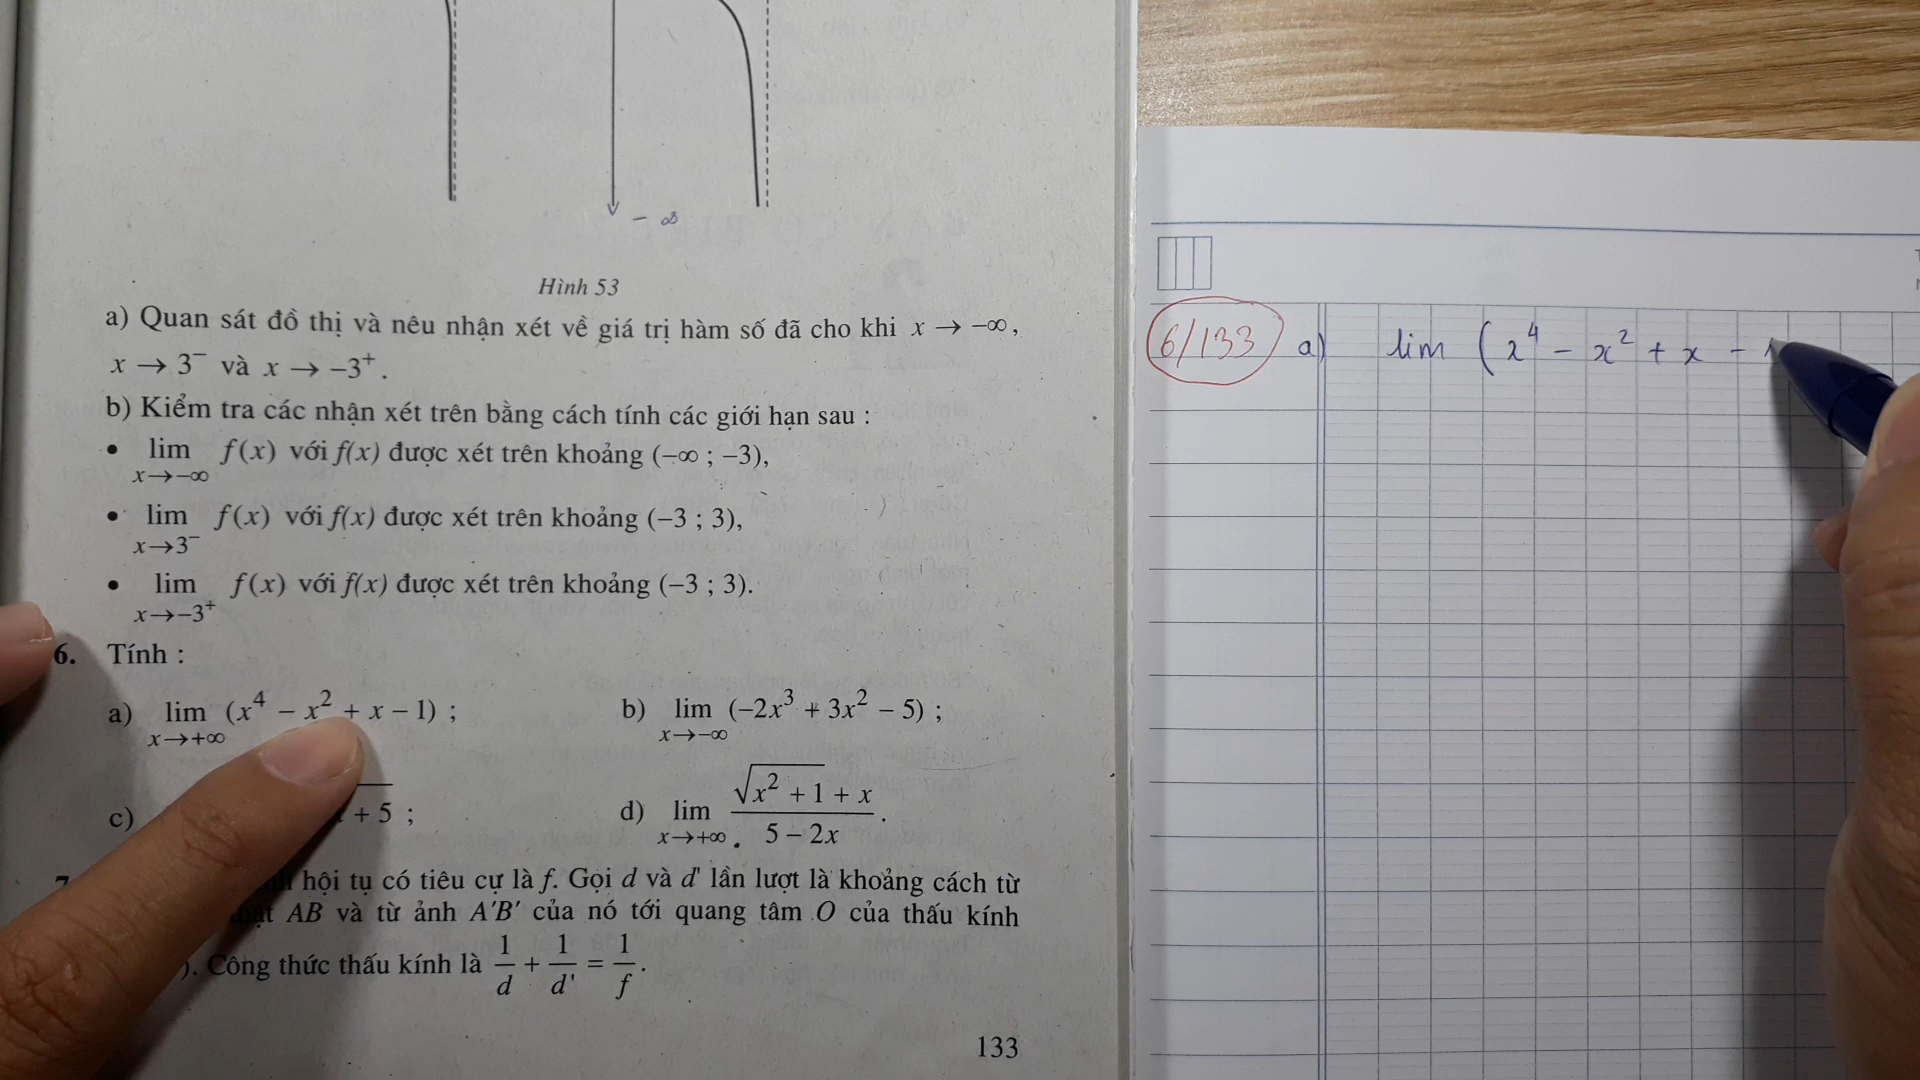 − ∞
Hình 53
a) Quan sát đồ thị và nêu nhận xét về giá trị hàm số đã cho khi x → −∞,
x → 3⁻ và x → −3⁺.
b) Kiểm tra các nhận xét trên bằng cách tính các giới hạn sau :
• lim f(x) với f(x) được xét trên khoảng (−∞ ; −3),
x→−∞
• lim f(x) với f(x) được xét trên khoảng (−3 ; 3),
x→3⁻
• lim f(x) với f(x) được xét trên khoảng (−3 ; 3).
x→−3⁺
6. Tính :
a) lim (x⁴ − x² + x − 1) ; b) lim (−2x³ + 3x² − 5) ;
x→+∞ x→−∞
c) + 5 ; d) lim (√(x² + 1) + x)/(5 − 2x) .
x→+∞
hội tụ có tiêu cự là f. Gọi d và d' lần lượt là khoảng cách từ
AB và từ ảnh A'B' của nó tới quang tâm O của thấu kính
). Công thức thấu kính là 1/d + 1/d' = 1/f .
133
6/133 a) lim (x⁴ − x² + x −